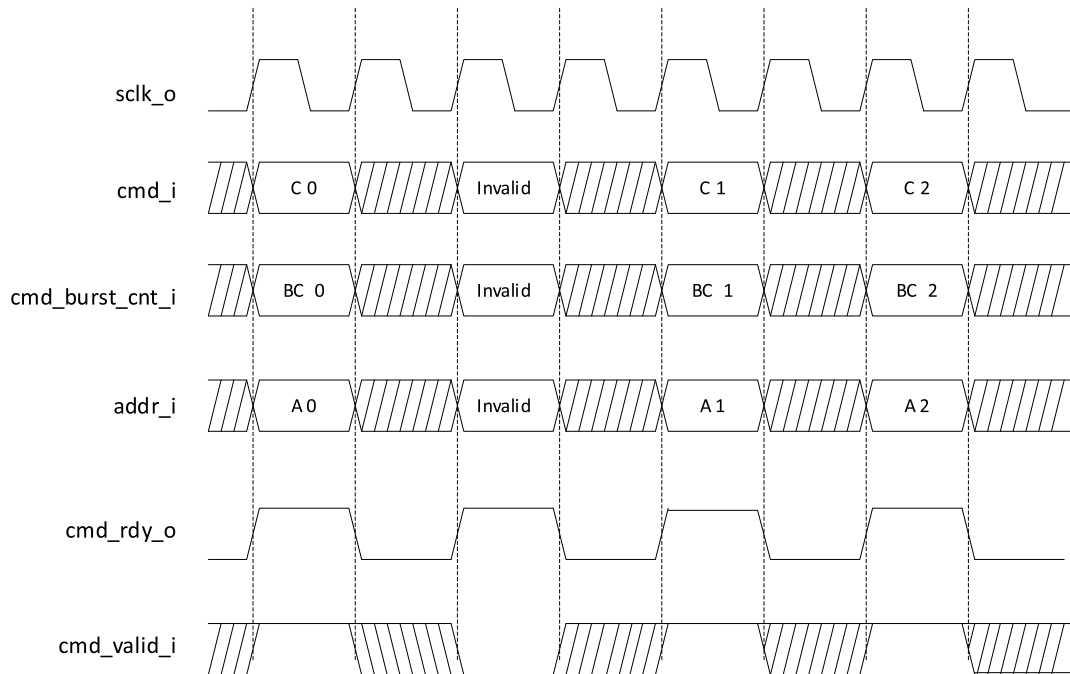 sclk_o
cmd_i C 0 Invalid C 1 C 2
cmd_burst_cnt_i BC 0 Invalid BC 1 BC 2
addr_i A 0 Invalid A 1 A 2
cmd_rdy_o
cmd_valid_i